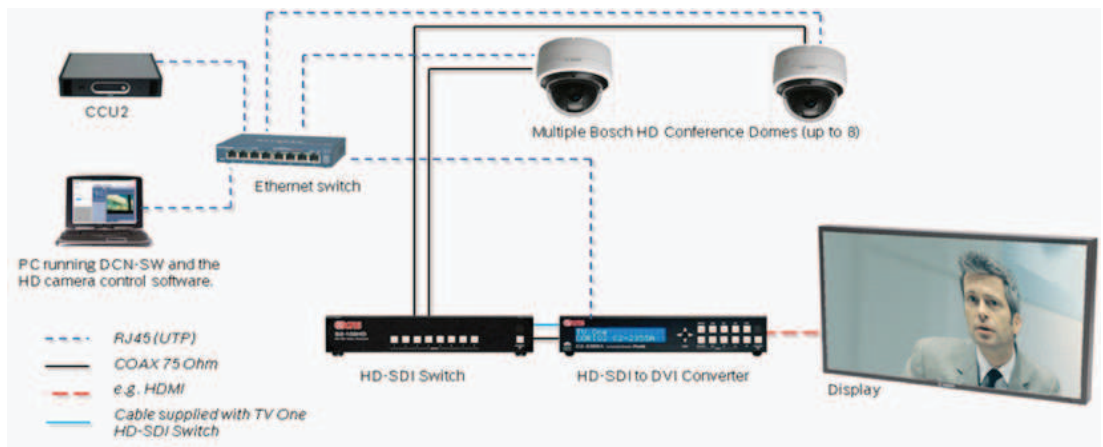 CCU2
Multiple Bosch HD Conference Domes (up to 8)
Ethernet switch
PC running DCN-SW and the
HD camera control software.
RJ45 (UTP)
COAX 75 Ohm
e.g. HDMI
Cable supplied with TV One
HD-SDI Switch
HD-SDI Switch
TV One
HD-SDI to DVI Converter
Display